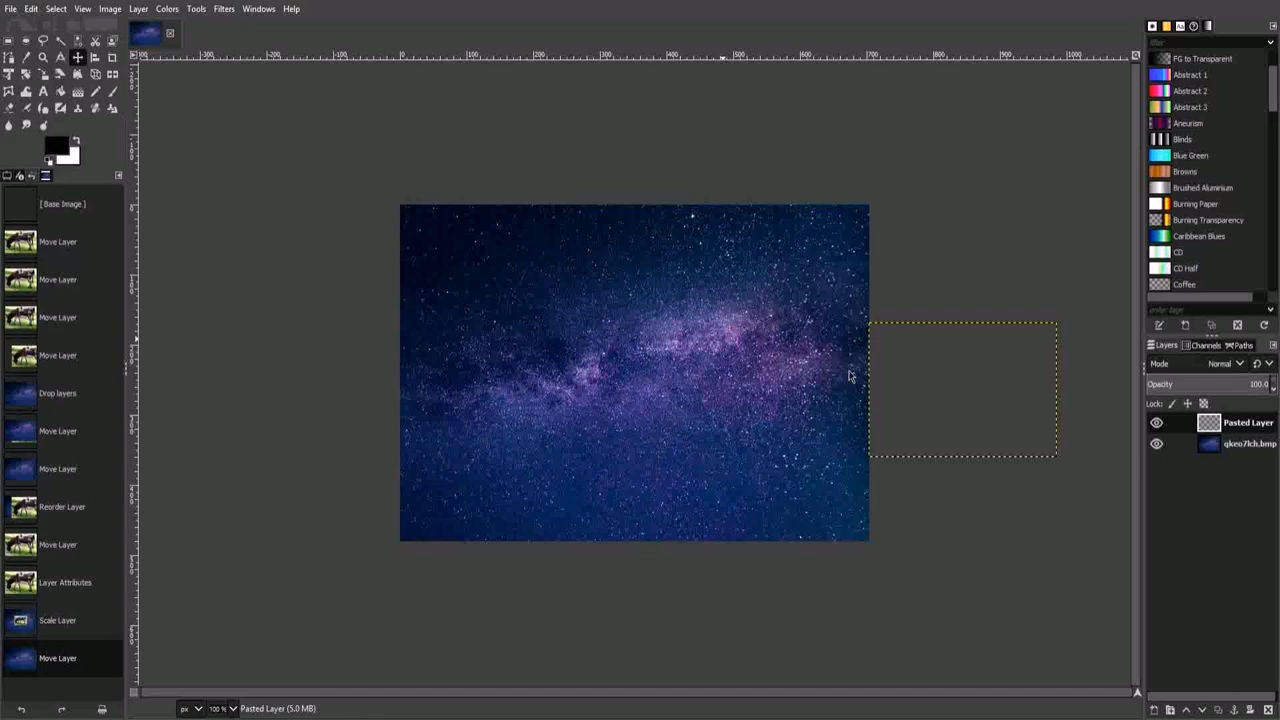 File Edit Select View Image Layer Colors Tools Filters Windows Help
[ Base Image ]
Move Layer
Move Layer
Move Layer
Move Layer
Drop layers
Move Layer
Move Layer
Reorder Layer
Move Layer
Layer Attributes
Scale Layer
Move Layer
px
100 %
Pasted Layer (5.0 MB)
filter
FG to Transparent
Abstract 1
Abstract 2
Abstract 3
Aneurism
Blinds
Blue Green
Browns
Brushed Aluminium
Burning Paper
Burning Transparency
Caribbean Blues
CD
CD Half
Coffee
enter tags
Layers Channels Paths
Mode Normal
Opacity 100.0
Lock:
Pasted Layer
qkeo7lch.bmp